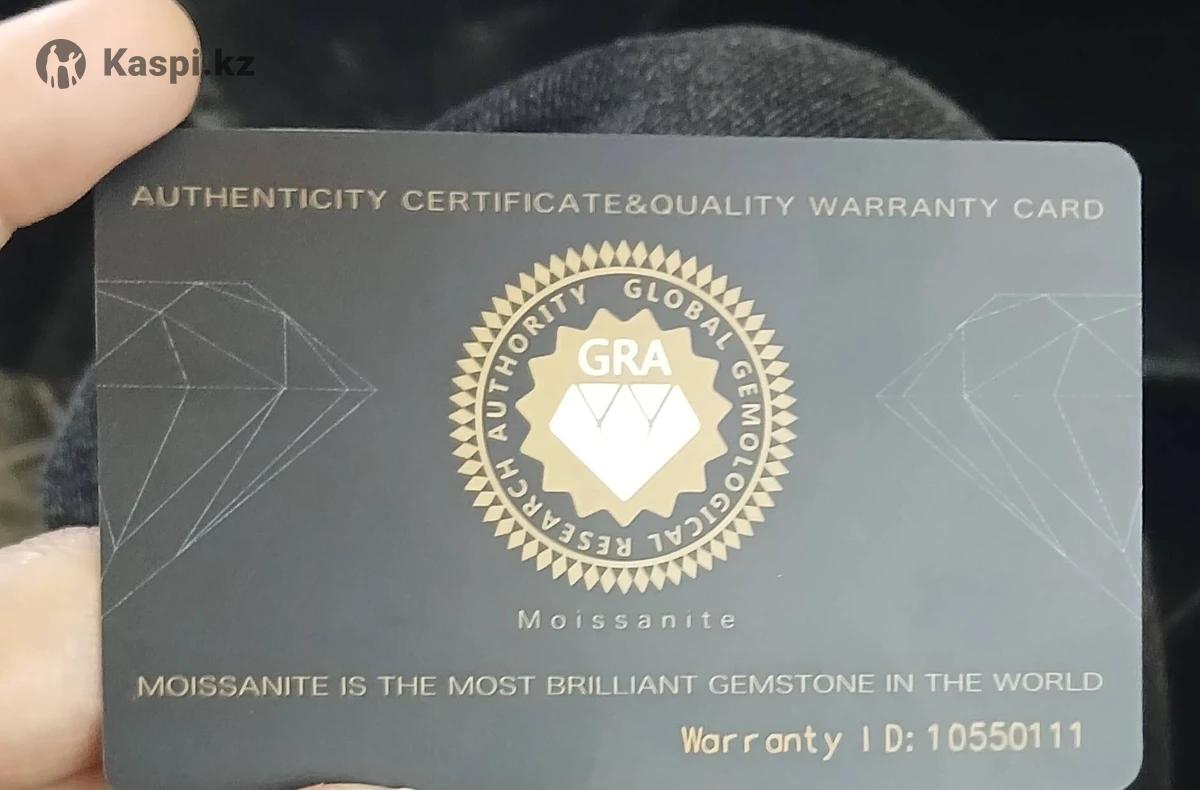 Kaspi.kz
AUTHENTICITY CERTIFICATE&QUALITY WARRANTY CARD
GLOBAL GEMOLOGICAL RESEARCH AUTHORITY
GRA
Moissanite
MOISSANITE IS THE MOST BRILLIANT GEMSTONE IN THE WORLD
Warranty ID: 10550111